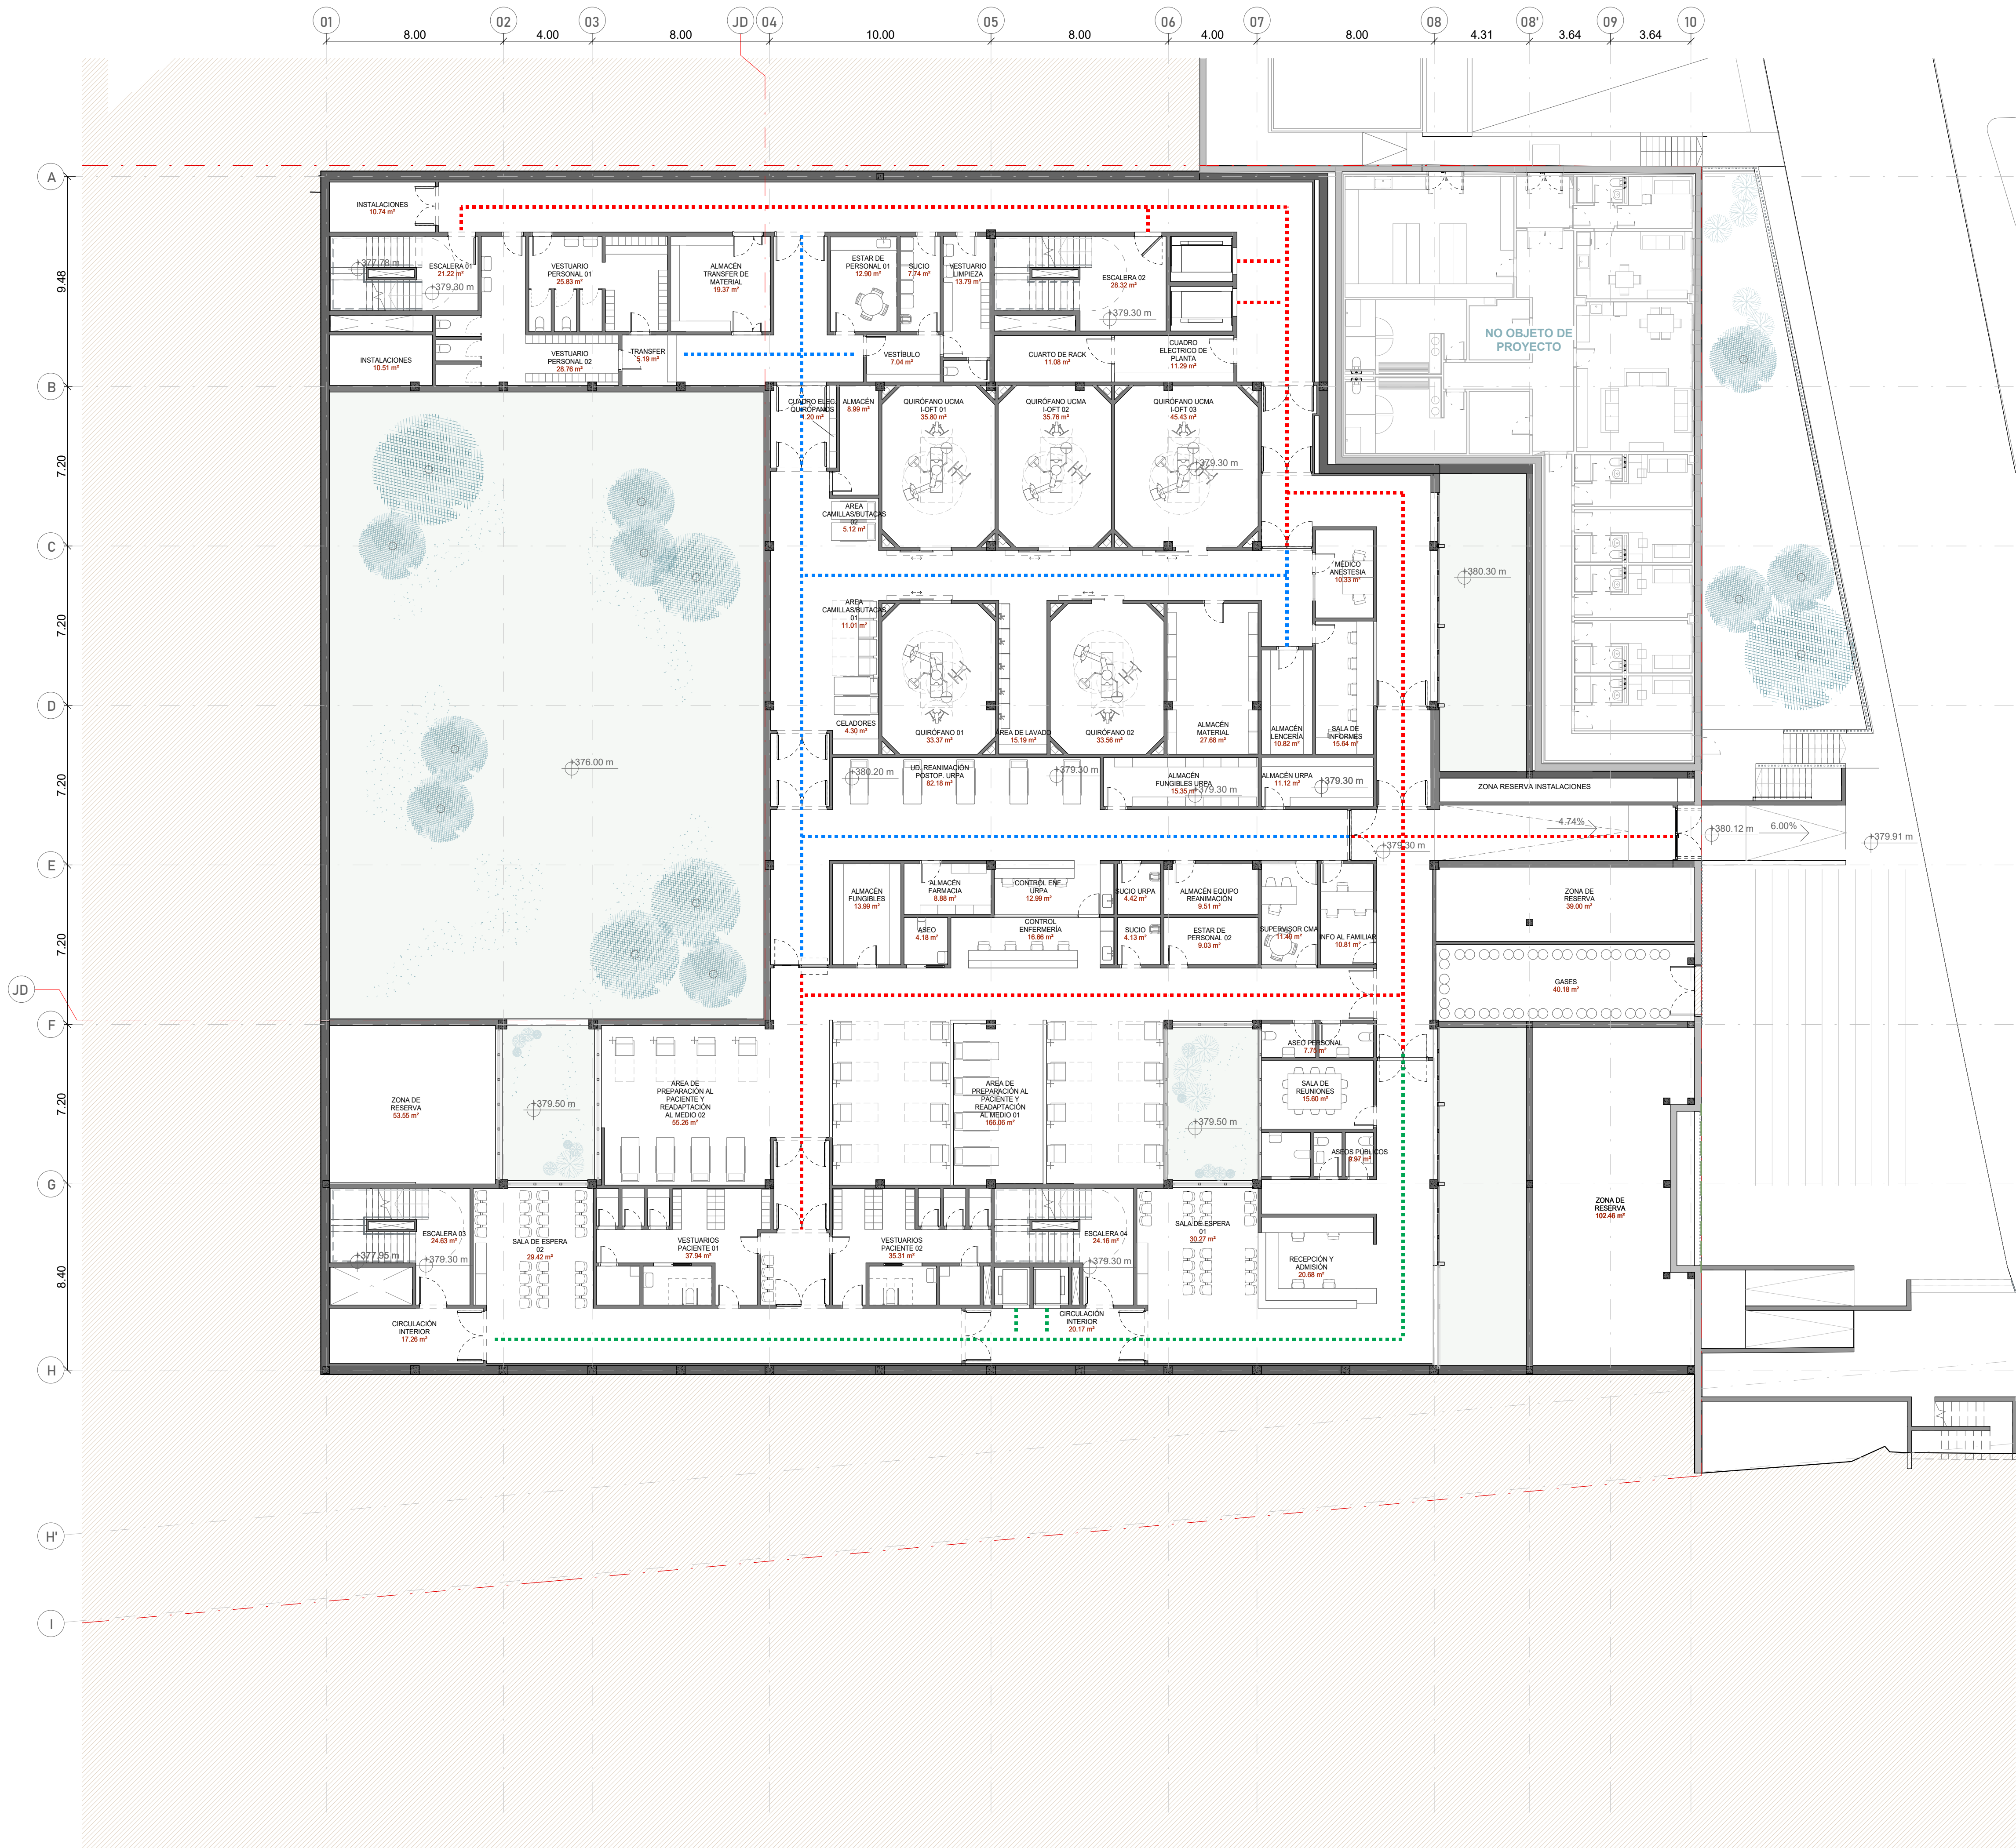 01
02
03
JD
04
05
06
07
08
08'
09
10
8.00
4.00
8.00
10.00
8.00
4.00
8.00
4.31
3.64
3.64
A
9.48
B
7.20
C
7.20
D
7.20
E
7.20
JD
F
7.20
G
8.40
H
H'
I
INSTALACIONES
10.74 m²
+377.78 m
ESCALERA 01
21.22 m²
+379.30 m
VESTUARIO
PERSONAL 01
25.83 m²
ALMACÉN
TRANSFER DE
MATERIAL
19.37 m²
ESTAR DE
PERSONAL 01
12.90 m²
SUCIO
7.74 m²
VESTUARIO
LIMPIEZA
13.79 m²
ESCALERA 02
28.32 m²
+379.30 m
NO OBJETO DE
PROYECTO
INSTALACIONES
10.51 m²
VESTUARIO
PERSONAL 02
28.76 m²
TRANSFER
5.19 m²
VESTÍBULO
7.04 m²
CUARTO DE RACK
11.08 m²
CUADRO
ELECTRICO DE
PLANTA
11.29 m²
CUADRO ELEC.
QUIRÓFANOS
.20 m²
ALMACÉN
8.99 m²
QUIRÓFANO UCMA
I-OFT 01
35.80 m²
QUIRÓFANO UCMA
I-OFT 02
35.76 m²
QUIRÓFANO UCMA
I-OFT 03
45.43 m²
+379.30 m
AREA
CAMILLAS/BUTACAS
02
5.12 m²
MÉDICO
ANESTESIA
10.33 m²
+380.30 m
AREA
CAMILLAS/BUTACAS
01
11.01 m²
CELADORES
4.30 m²
QUIRÓFANO 01
33.37 m²
AREA DE LAVADO
15.19 m²
QUIRÓFANO 02
33.56 m²
ALMACÉN
MATERIAL
27.68 m²
ALMACÉN
LENCERÍA
10.82 m²
SALA DE
INFORMES
15.64 m²
+376.00 m
+380.20 m
UD. REANIMACIÓN
POSTOP. URPA
82.18 m²
+379.30 m
ALMACÉN
FUNGIBLES URPA
15.35 m²
+379.30 m
ALMACÉN URPA
11.12 m²
+379.30 m
ZONA RESERVA INSTALACIONES
4.74%
+380.12 m
6.00%
+379.91 m
+379.30 m
ALMACÉN
FUNGIBLES
13.99 m²
ALMACÉN
FARMACIA
8.88 m²
CONTROL ENF.
URPA
12.99 m²
SUCIO URPA
4.42 m²
ALMACÉN EQUIPO
REANIMACIÓN
9.51 m²
ZONA DE
RESERVA
39.00 m²
ASEO
4.18 m²
CONTROL
ENFERMERÍA
16.66 m²
SUCIO
4.13 m²
ESTAR DE
PERSONAL 02
9.03 m²
SUPERVISOR CMA
11.40 m²
INFO AL FAMILIAR
10.81 m²
GASES
40.18 m²
ASEO PERSONAL
7.75 m²
ZONA DE
RESERVA
53.55 m²
+379.50 m
AREA DE
PREPARACIÓN AL
PACIENTE Y
READAPTACIÓN
AL MEDIO 02
55.26 m²
AREA DE
PREPARACIÓN AL
PACIENTE Y
READAPTACIÓN
AL MEDIO 01
166.06 m²
+379.50 m
SALA DE
REUNIONES
15.60 m²
ASEOS PÚBLICOS
9.97 m²
ZONA DE
RESERVA
102.46 m²
+377.95 m
ESCALERA 03
24.63 m²
+379.30 m
SALA DE ESPERA
02
29.42 m²
VESTUARIOS
PACIENTE 01
37.94 m²
VESTUARIOS
PACIENTE 02
35.31 m²
ESCALERA 04
24.16 m²
+379.30 m
SALA DE ESPERA
01
30.27 m²
RECEPCIÓN Y
ADMISIÓN
20.68 m²
CIRCULACIÓN
INTERIOR
17.26 m²
CIRCULACIÓN
INTERIOR
20.17 m²